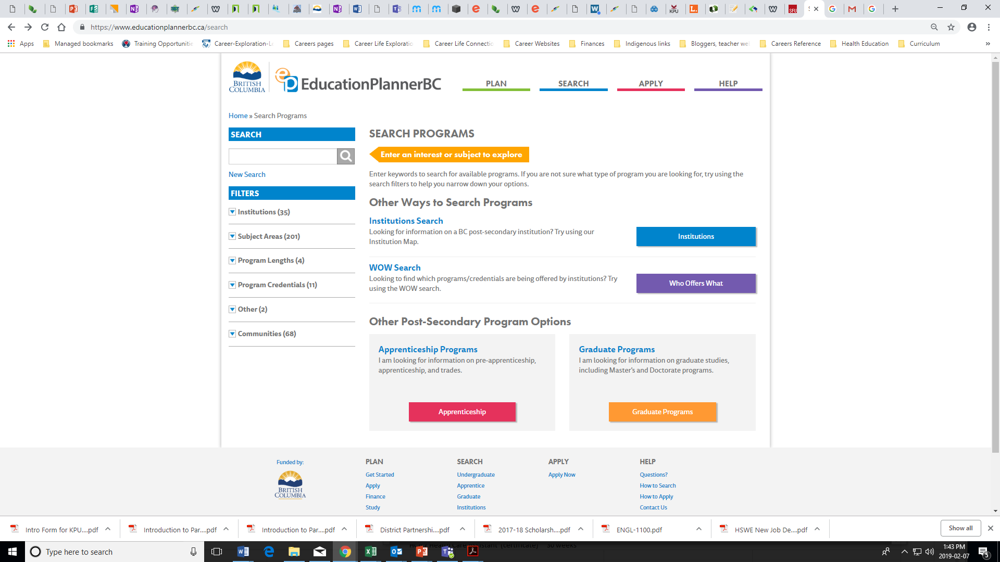 https://www.educationplannerbc.ca/search
Apps
Managed bookmarks
Training Opportunitie
Career-Exploration-Le
Careers pages
Career Life Exploratio
Career Life Connectic
Career Websites
Finances
Indigenous links
Bloggers, teacher we
Careers Reference
Health Education
Curriculum
»
BRITISH
COLUMBIA
ep EducationPlannerBC
PLAN
SEARCH
APPLY
HELP
Home » Search Programs
SEARCH
New Search
FILTERS
Institutions (35)
Subject Areas (201)
Program Lengths (4)
Program Credentials (11)
Other (2)
Communities (68)
SEARCH PROGRAMS
Enter an interest or subject to explore
Enter keywords to search for available programs. If you are not sure what type of program you are looking for, try using the
search filters to help you narrow down your options.
Other Ways to Search Programs
Institutions Search
Looking for information on a BC post-secondary institution? Try using our
Institution Map.
Institutions
WOW Search
Looking to find which programs/credentials are being offered by institutions? Try
using the WOW search.
Who Offers What
Other Post-Secondary Program Options
Apprenticeship Programs
I am looking for information on pre-apprenticeship,
apprenticeship, and trades.
Apprenticeship
Graduate Programs
I am looking for information on graduate studies,
including Master's and Doctorate programs.
Graduate Programs
Funded by:
BRITISH
COLUMBIA
PLAN
Get Started
Apply
Finance
Study
SEARCH
Undergraduate
Apprentice
Graduate
Institutions
APPLY
Apply Now
HELP
Questions?
How to Search
How to Apply
Contact Us
Intro Form for KPU....pdf
Introduction to Par....pdf
Introduction to Par....pdf
District Partnershi....pdf
2017-18 Scholarsh....pdf
ENGL-1100.pdf
HSWE New Job De....pdf
Show all
Type here to search
1:43 PM
2019-02-07
5